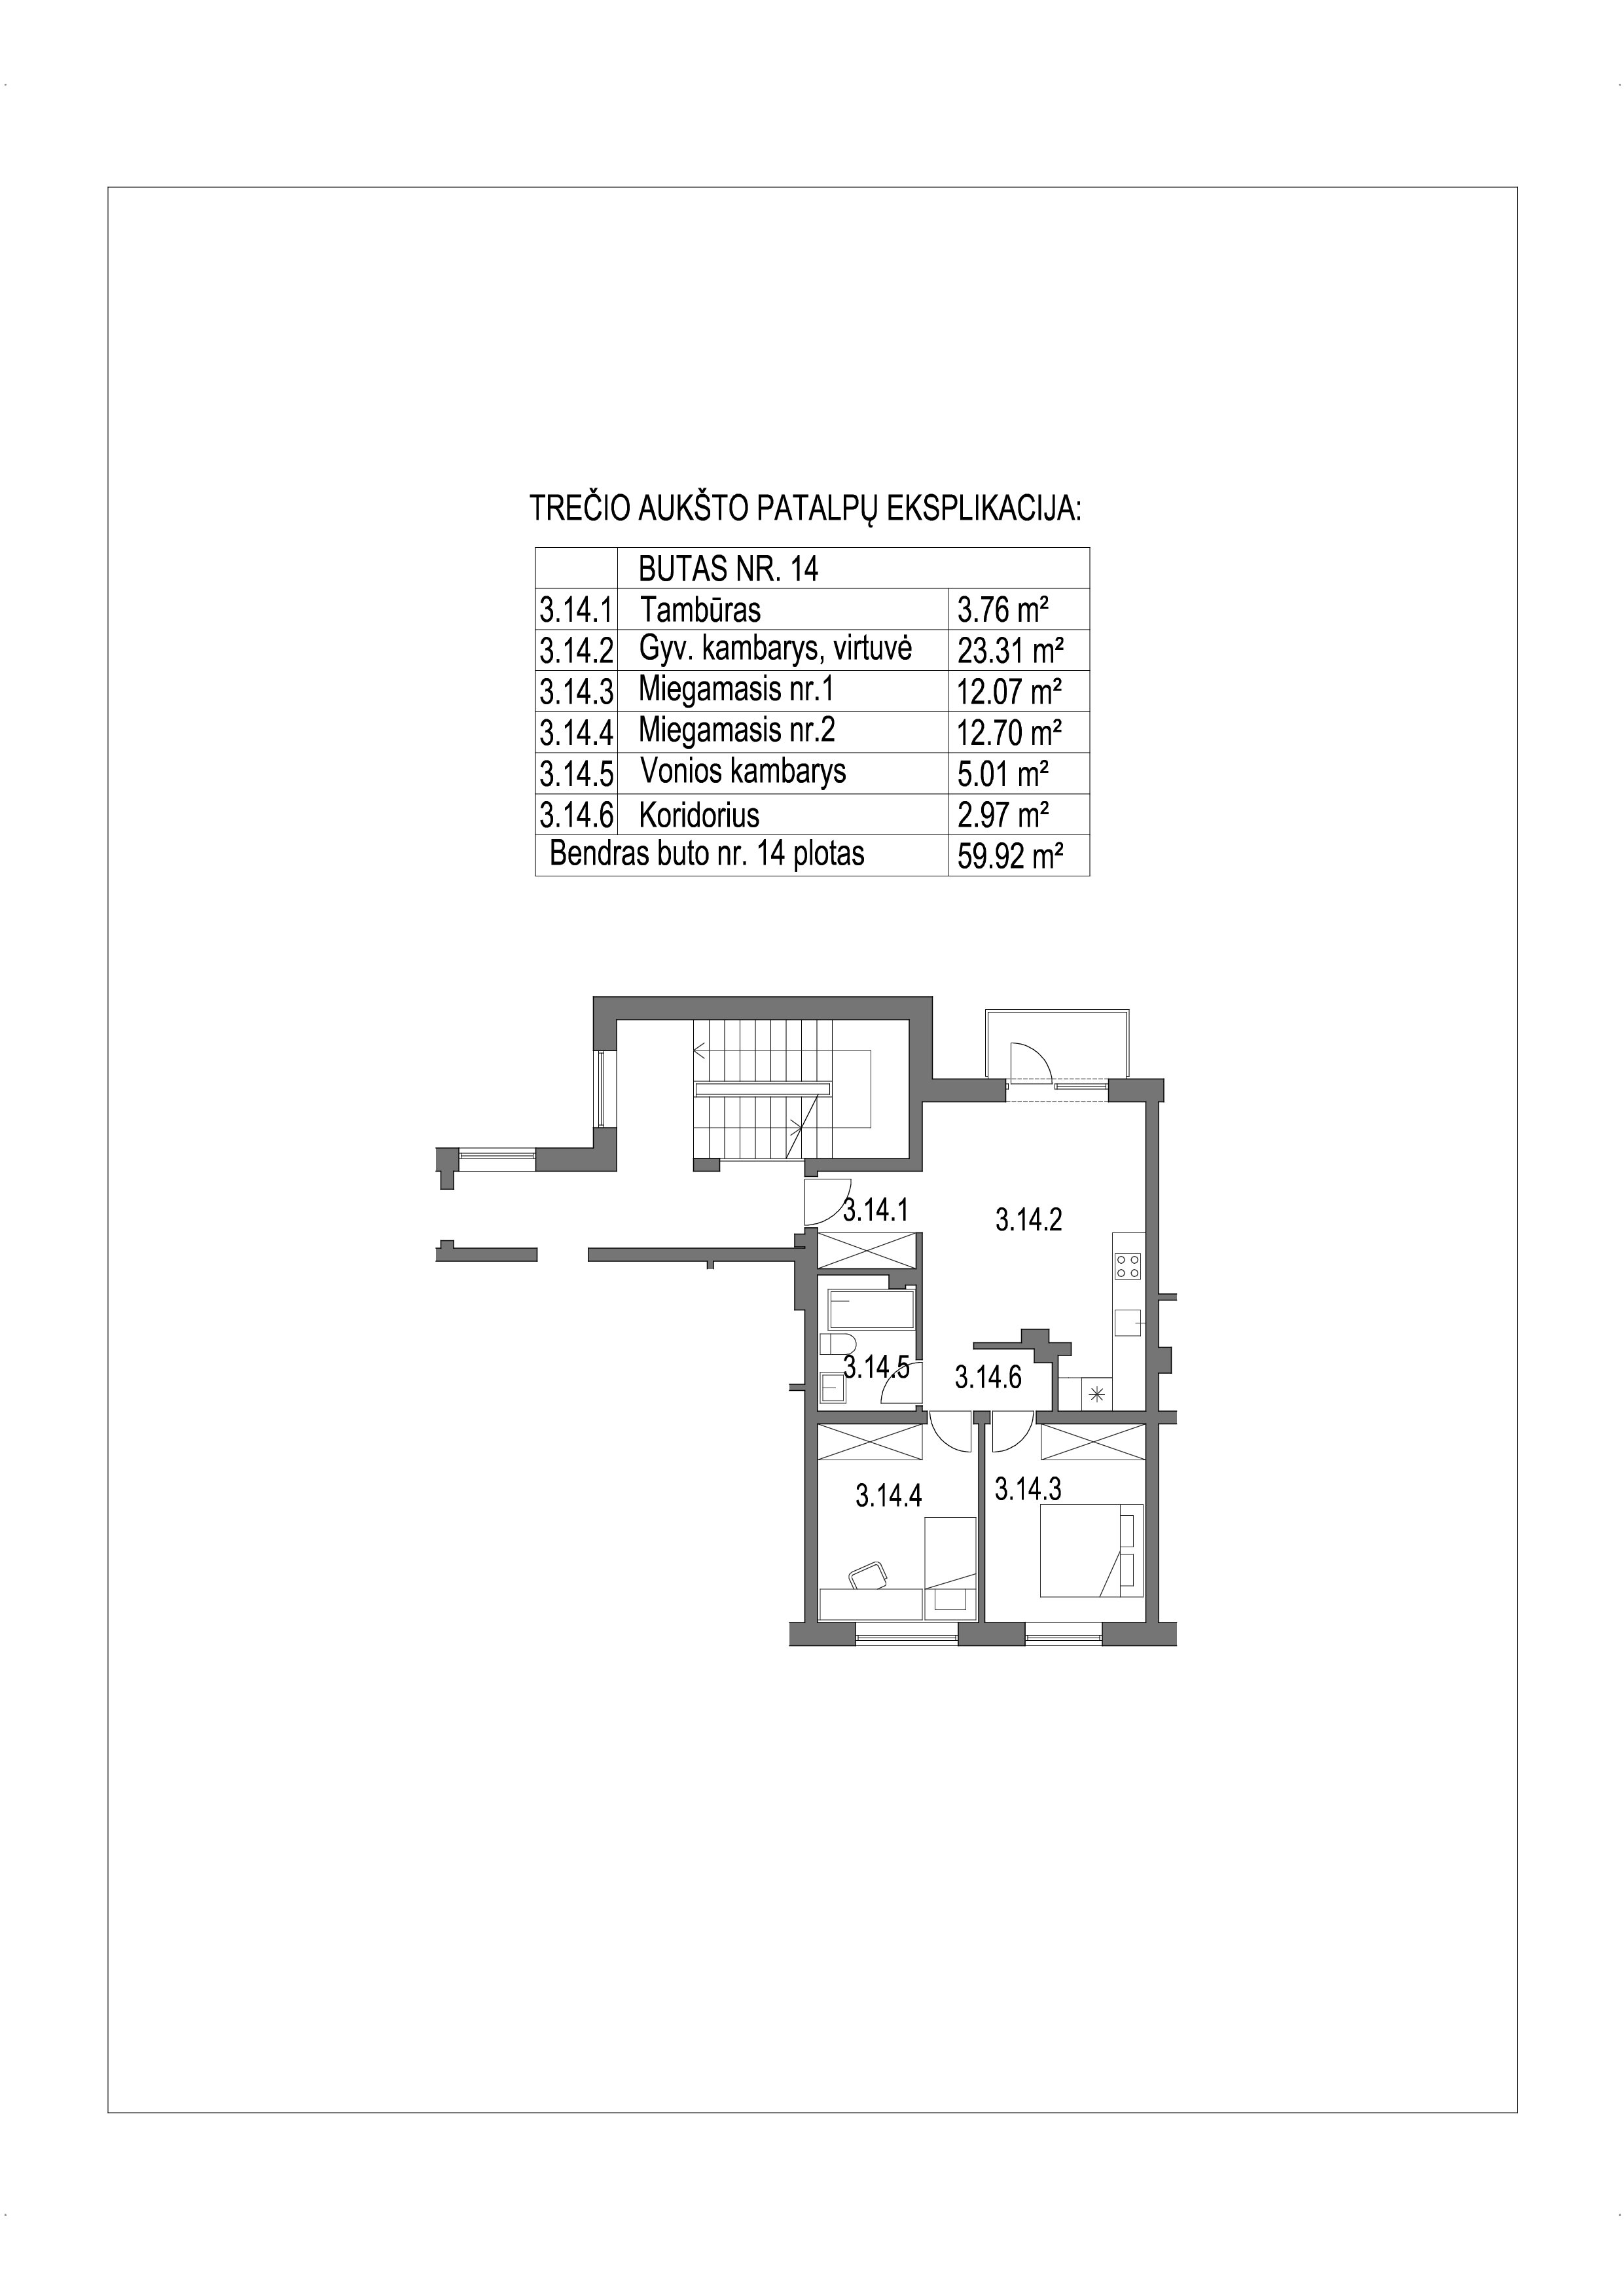 TREČIO AUKŠTO PATALPŲ EKSPLIKACIJA:
BUTAS NR. 14
3.14.1 Tambūras 3.76 m²
3.14.2 Gyv. kambarys, virtuvė 23.31 m²
3.14.3 Miegamasis nr.1 12.07 m²
3.14.4 Miegamasis nr.2 12.70 m²
3.14.5 Vonios kambarys 5.01 m²
3.14.6 Koridorius 2.97 m²
Bendras buto nr. 14 plotas 59.92 m²
3.14.1
3.14.2
3.14.5
3.14.6
3.14.4
3.14.3